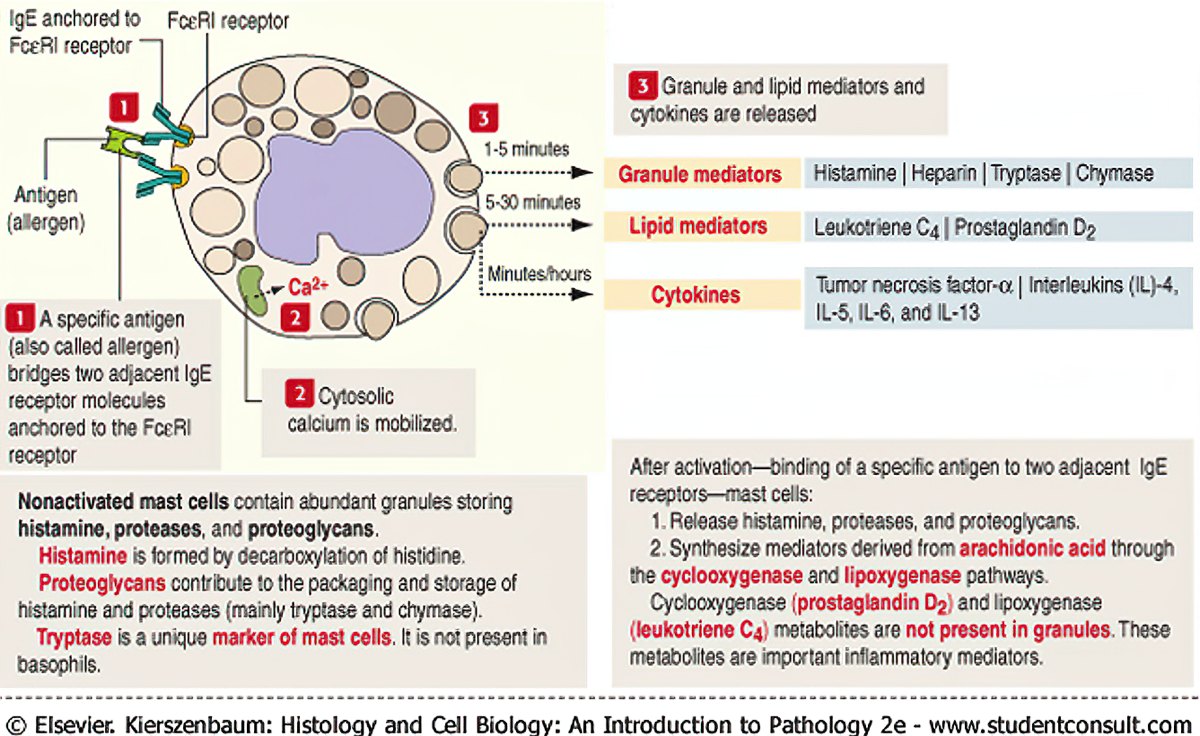 IgE anchored to
FcεRI receptor
FcεRI receptor
1
Antigen
(allergen)
1 A specific antigen
(also called allergen)
bridges two adjacent IgE
receptor molecules
anchored to the FcεRI
receptor
Ca2+
2
2 Cytosolic
calcium is mobilized.
3
1-5 minutes
5-30 minutes
Minutes/hours
3 Granule and lipid mediators and
cytokines are released
Granule mediators
Histamine | Heparin | Tryptase | Chymase
Lipid mediators
Leukotriene C4 | Prostaglandin D2
Cytokines
Tumor necrosis factor-α | Interleukins (IL)-4,
IL-5, IL-6, and IL-13
Nonactivated mast cells contain abundant granules storing
histamine, proteases, and proteoglycans.
Histamine is formed by decarboxylation of histidine.
Proteoglycans contribute to the packaging and storage of
histamine and proteases (mainly tryptase and chymase).
Tryptase is a unique marker of mast cells. It is not present in
basophils.
After activation—binding of a specific antigen to two adjacent IgE
receptors—mast cells:
1. Release histamine, proteases, and proteoglycans.
2. Synthesize mediators derived from arachidonic acid through
the cyclooxygenase and lipoxygenase pathways.
Cyclooxygenase (prostaglandin D2) and lipoxygenase
(leukotriene C4) metabolites are not present in granules. These
metabolites are important inflammatory mediators.
© Elsevier. Kierszenbaum: Histology and Cell Biology: An Introduction to Pathology 2e - www.studentconsult.com